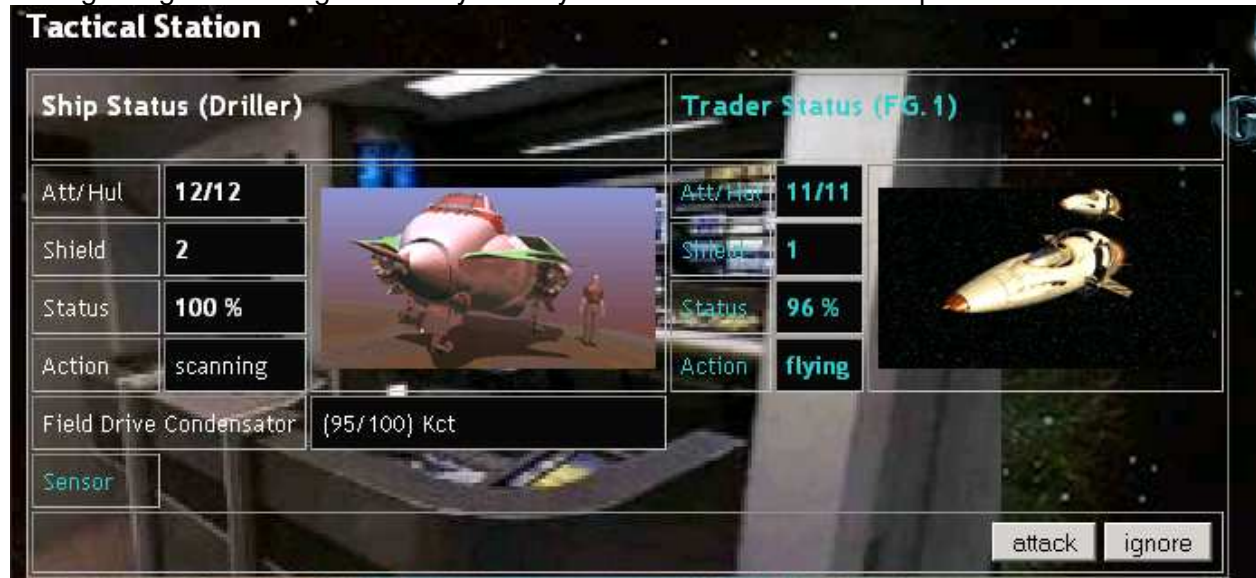 Tactical Station
Ship Status (Driller)
Trader Status (FG.1)
Att/Hul 12/12
Att/Hul 11/11
Shield 2
Shield 1
Status 100 %
Status 96 %
Action scanning
Action flying
Field Drive Condensator (95/100) Kct
Sensor
attack ignore